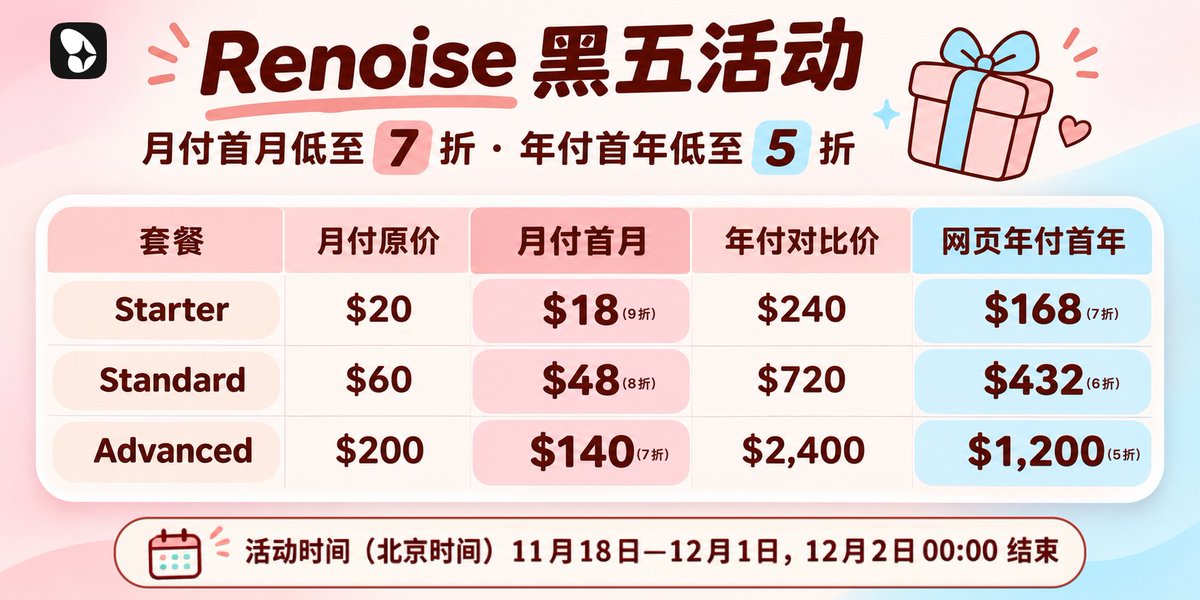 Renoise 黑五活动
月付首月低至 7 折 · 年付首年低至 5 折
套餐 月付原价 月付首月 年付对比价 网页年付首年
Starter $20 $18(9折) $240 $168(7折)
Standard $60 $48(8折) $720 $432(6折)
Advanced $200 $140(7折) $2,400 $1,200(5折)
活动时间（北京时间）11月18日—12月1日，12月2日00:00 结束